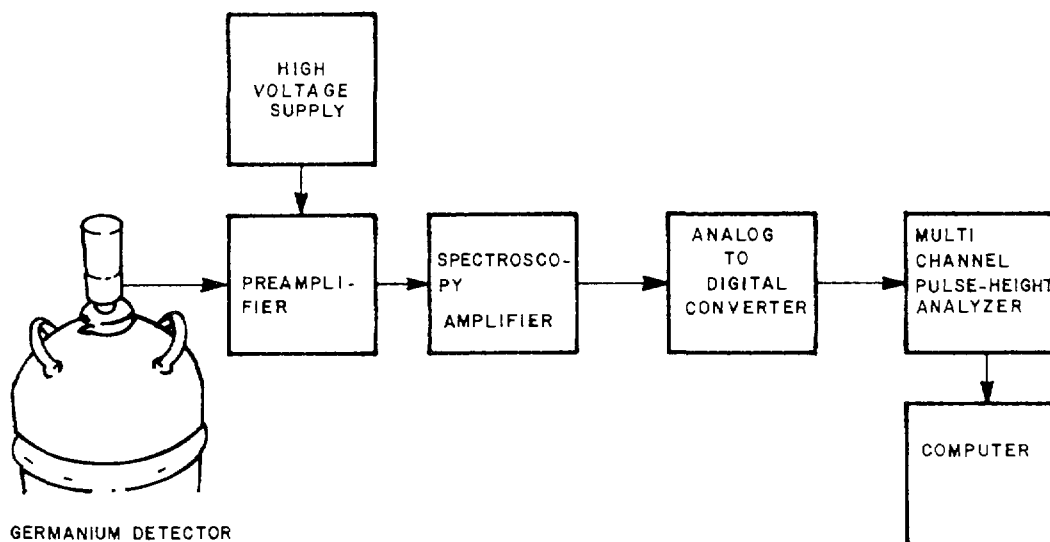 HIGH
VOLTAGE
SUPPLY
PREAMPLI-
FIER
SPECTROSCO-
PY
AMPLIFIER
ANALOG
TO
DIGITAL
CONVERTER
MULTI
CHANNEL
PULSE-HEIGHT
ANALYZER
COMPUTER
GERMANIUM DETECTOR